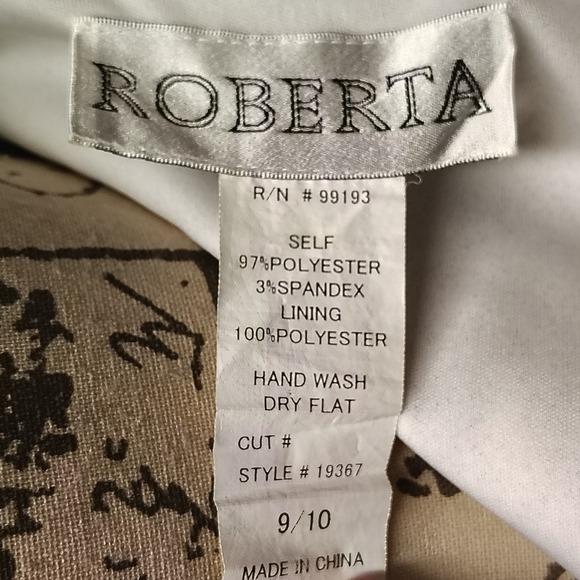 ROBERTA
R/N # 99193
SELF
97%POLYESTER
3%SPANDEX
LINING
100%POLYESTER
HAND WASH
DRY FLAT
CUT #
STYLE # 19367
9/10
MADE IN CHINA